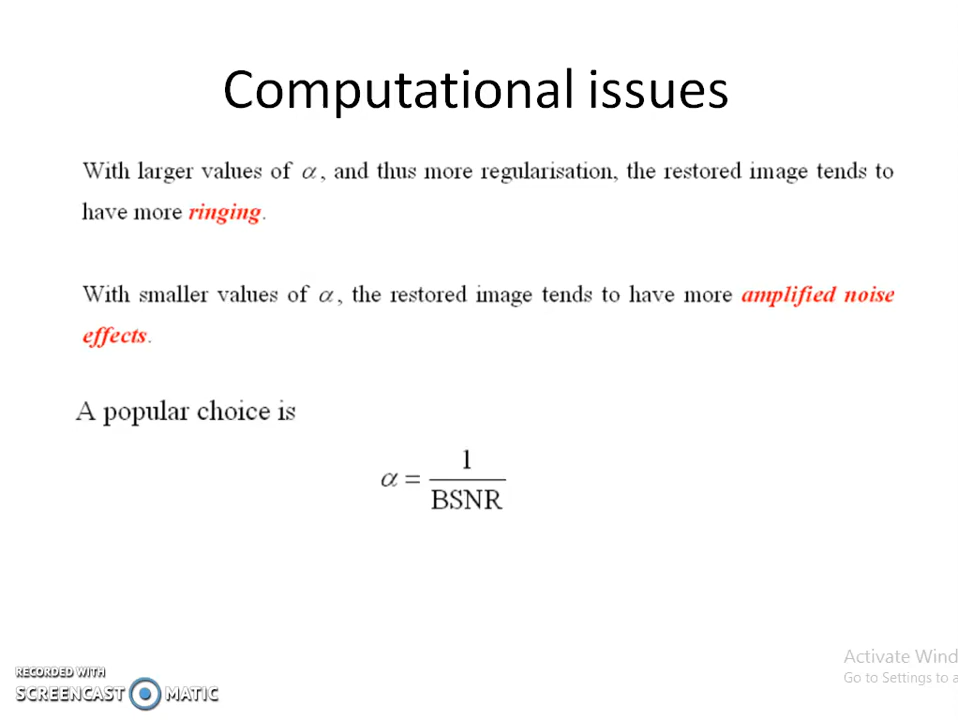 Computational issues
With larger values of α, and thus more regularisation, the restored image tends to
have more ringing.
With smaller values of α, the restored image tends to have more amplified noise
effects.
A popular choice is
α = 1/BSNR
Activate Wind
Go to Settings to a
RECORDED WITH
SCREENCAST MATIC